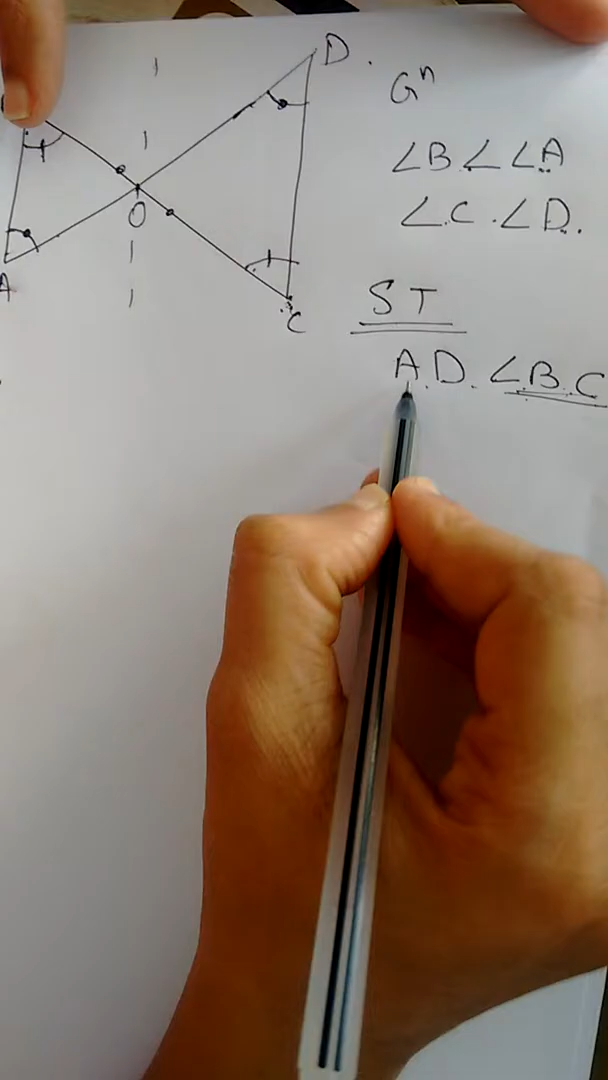 D.
O
A
C
Gⁿ
∠B < ∠A
∠C . ∠D.
ST
A.D. < B.C